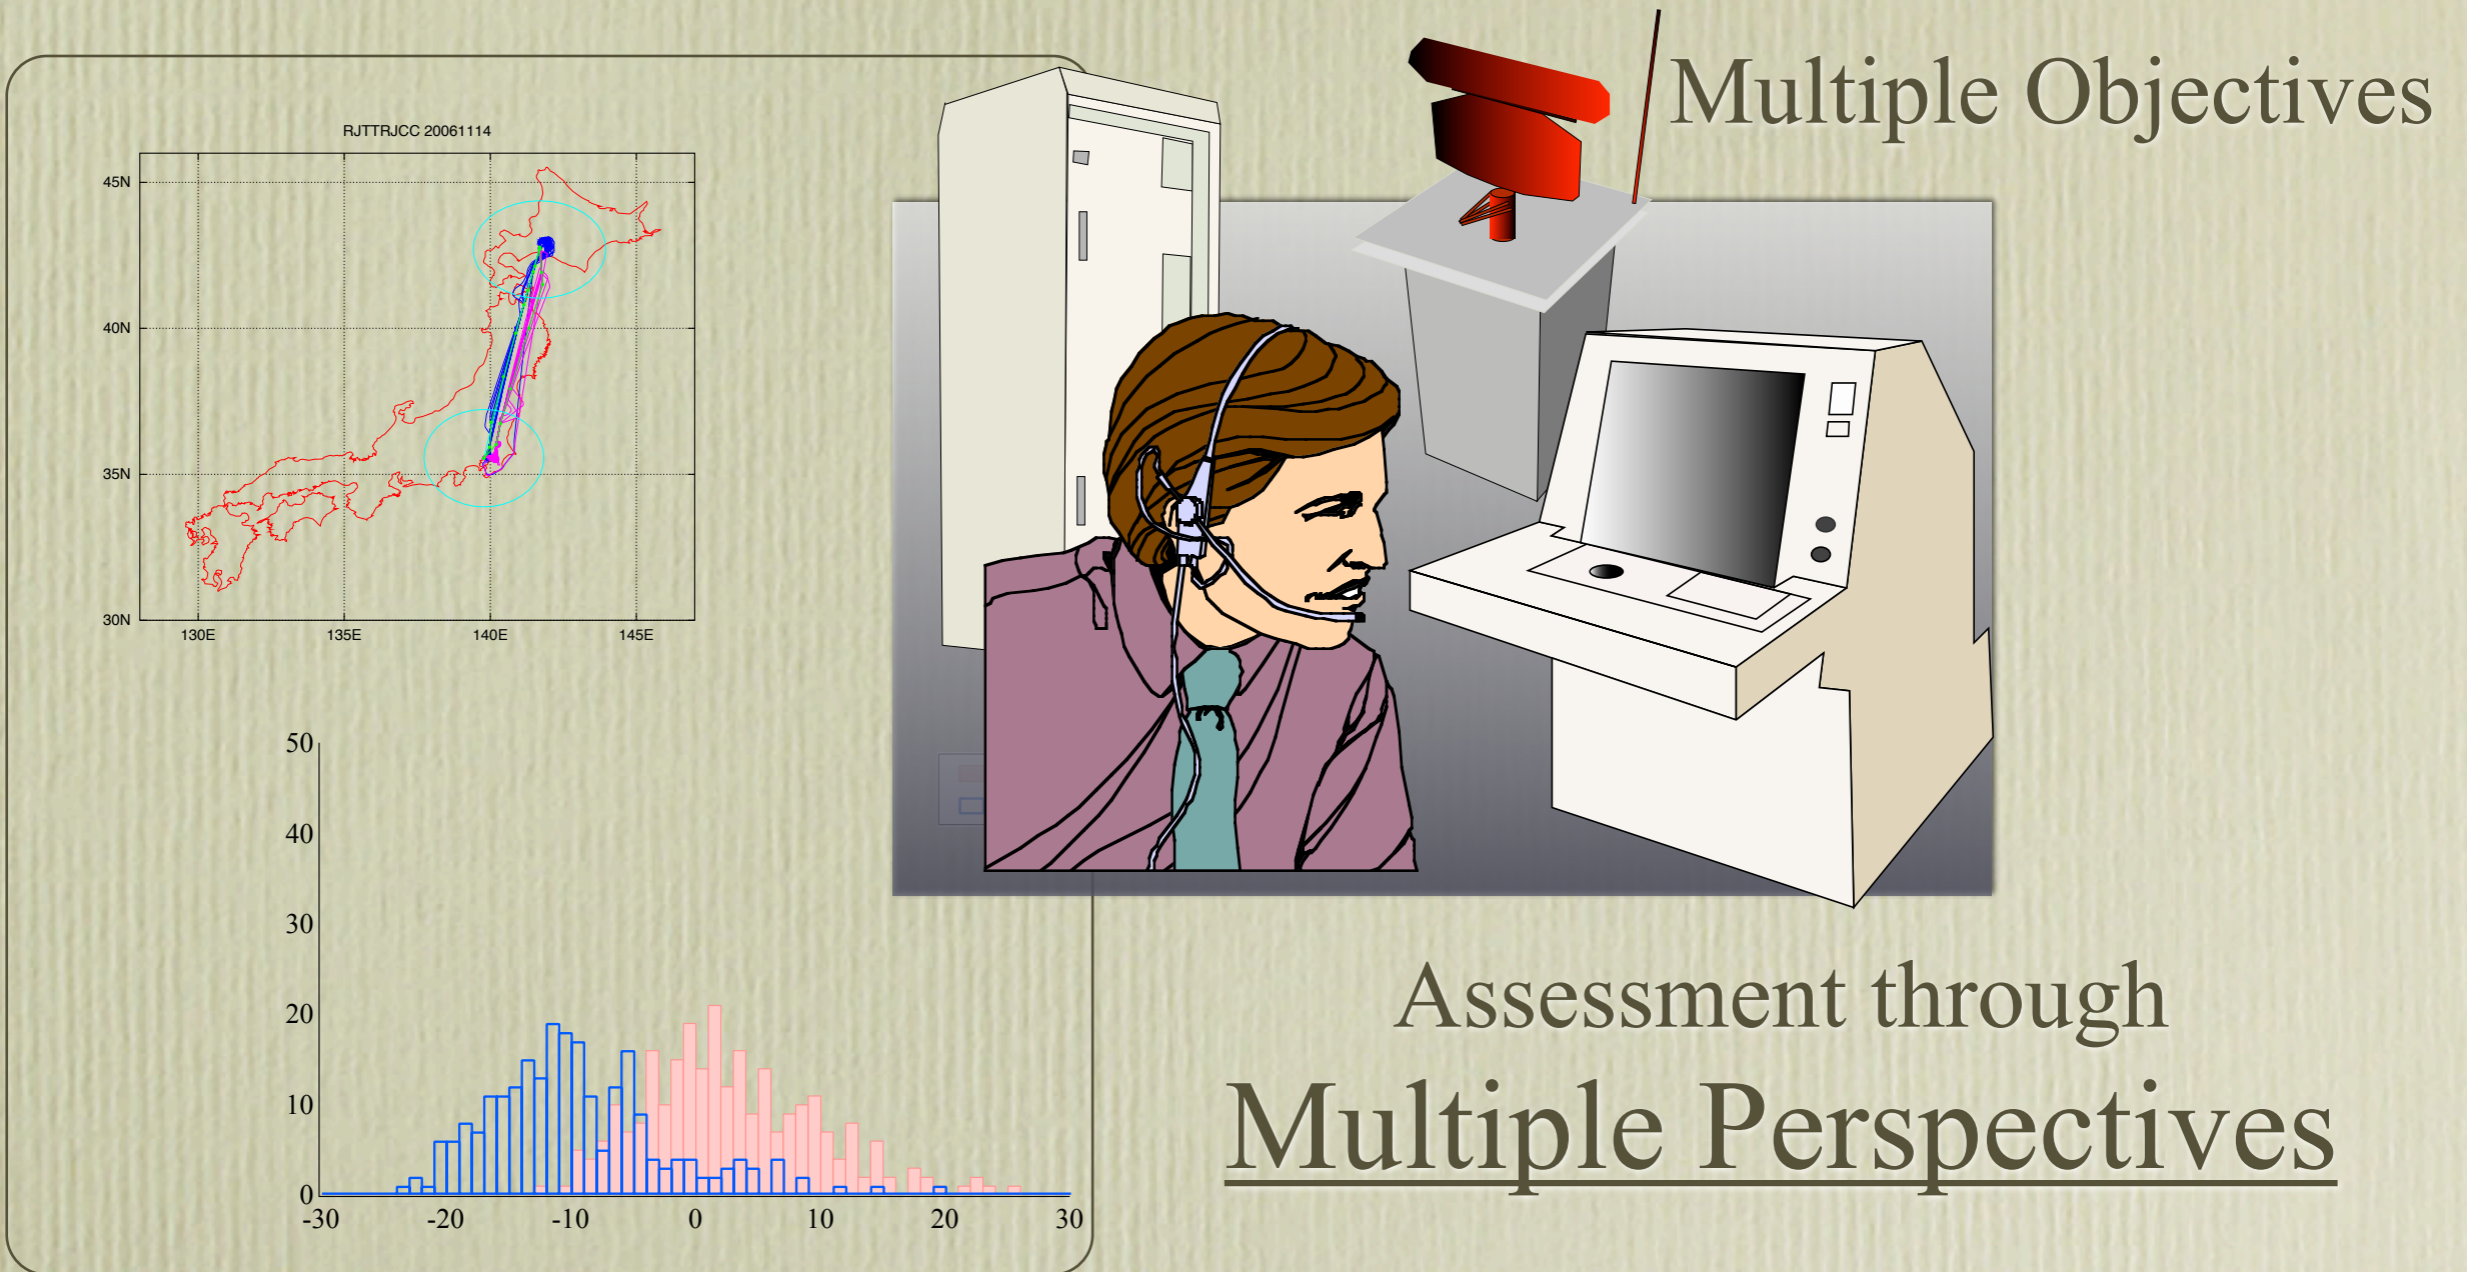 Multiple Objectives
RJTTRJCC 20061114
45N
40N
35N
30N
130E 135E 140E 145E
50
40
30
20
10
0
-30 -20 -10 0 10 20 30
Assessment through
Multiple Perspectives